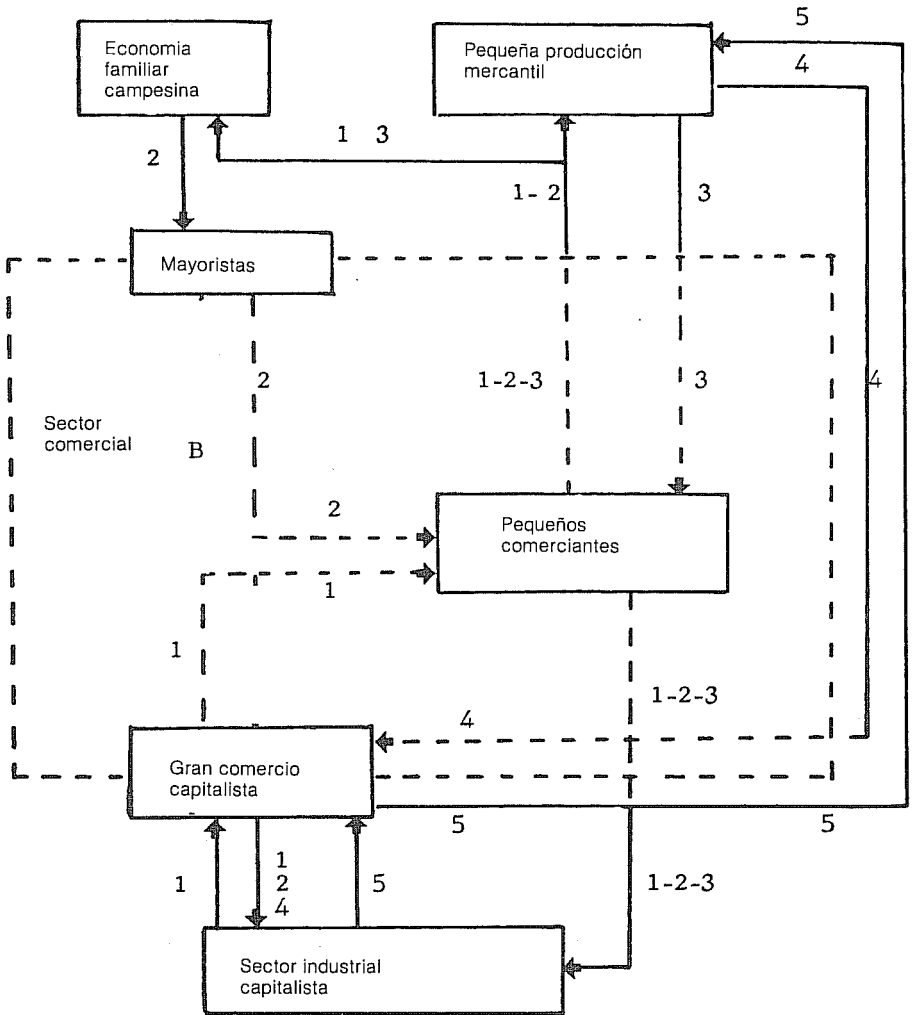 Economia
familiar
campesina
Pequeña producción
mercantil
5
4
1 3
2
1-2
3
Mayoristas
2
1-2-3
3
4
Sector
comercial
B
2
Pequeños
comerciantes
1
1
1-2-3
4
Gran comercio
capitalista
5
5
1
1
2
4
5
1-2-3
Sector industrial
capitalista